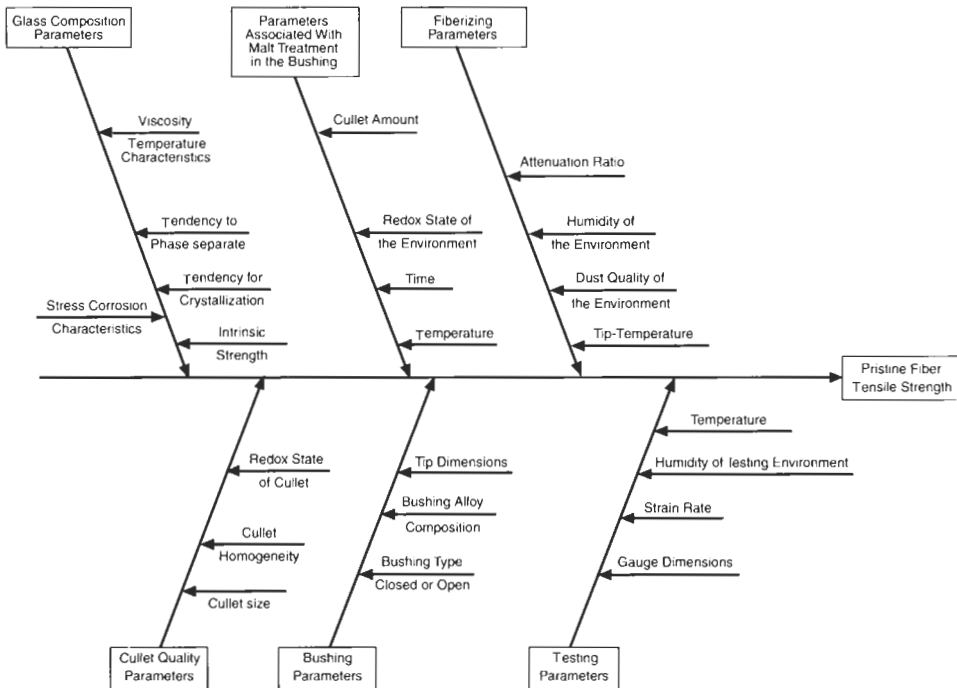 Glass Composition
Parameters
Parameters
Associated With
Malt Treatment
in the Bushing
Fiberizing
Parameters
Viscosity
Temperature
Characteristics
Tendency to
Phase separate
Tendency for
Crystallization
Stress Corrosion
Characteristics
Intrinsic
Strength
Cullet Amount
Redox State of
the Environment
Time
Temperature
Attenuation Ratio
Humidity of
the Environment
Dust Quality of
the Environment
Tip-Temperature
Pristine Fiber
Tensile Strength
Redox State
of Cullet
Cullet
Homogeneity
Cullet size
Tip Dimensions
Bushing Alloy
Composition
Bushing Type
Closed or Open
Temperature
Humidity of Testing Environment
Strain Rate
Gauge Dimensions
Cullet Quality
Parameters
Bushing
Parameters
Testing
Parameters